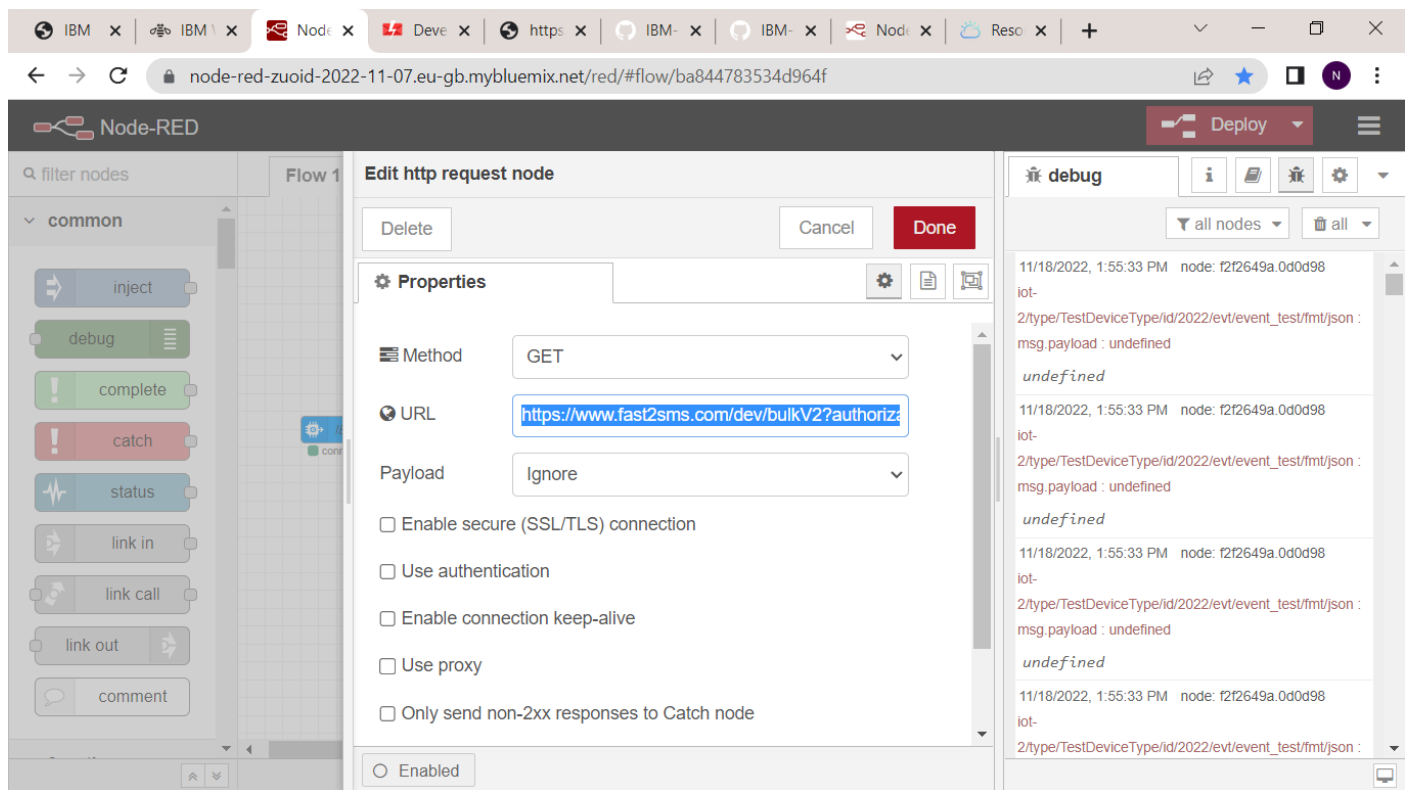 IBM
IBM
Node
Deve
https
IBM-
IBM-
Node
Reso
node-red-zuoid-2022-11-07.eu-gb.mybluemix.net/red/#flow/ba844783534d964f
N
Node-RED
Deploy
filter nodes
Flow 1
Edit http request node
debug
i
common
Delete
Cancel
Done
all nodes
all
Properties
inject
debug
complete
catch
status
link in
link call
link out
comment
Method
GET
URL
https://www.fast2sms.com/dev/bulkV2?authoriza
Payload
Ignore
Enable secure (SSL/TLS) connection
Use authentication
Enable connection keep-alive
Use proxy
Only send non-2xx responses to Catch node
Enabled
11/18/2022, 1:55:33 PM node: f2f2649a.0d0d98
iot-
2/type/TestDeviceType/id/2022/evt/event_test/fmt/json :
msg.payload : undefined
undefined
11/18/2022, 1:55:33 PM node: f2f2649a.0d0d98
iot-
2/type/TestDeviceType/id/2022/evt/event_test/fmt/json :
msg.payload : undefined
undefined
11/18/2022, 1:55:33 PM node: f2f2649a.0d0d98
iot-
2/type/TestDeviceType/id/2022/evt/event_test/fmt/json :
msg.payload : undefined
undefined
11/18/2022, 1:55:33 PM node: f2f2649a.0d0d98
iot-
2/type/TestDeviceType/id/2022/evt/event_test/fmt/json :